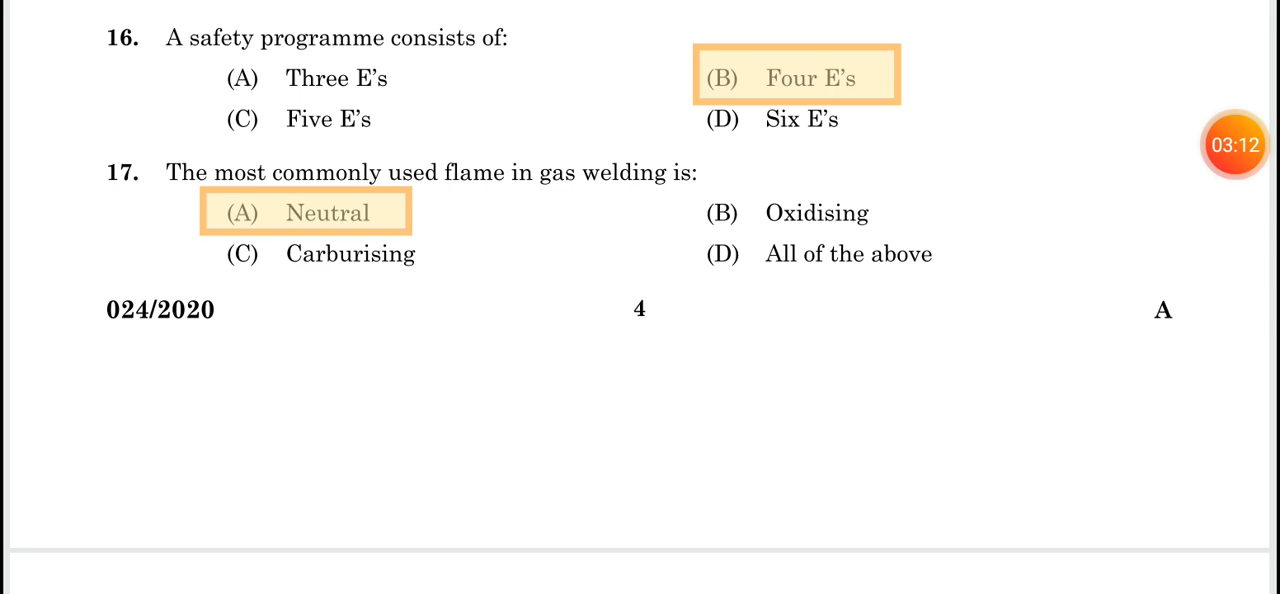 16. A safety programme consists of:
(A) Three E's (B) Four E's
(C) Five E's (D) Six E's
03:12
17. The most commonly used flame in gas welding is:
(A) Neutral (B) Oxidising
(C) Carburising (D) All of the above
024/2020 4 A